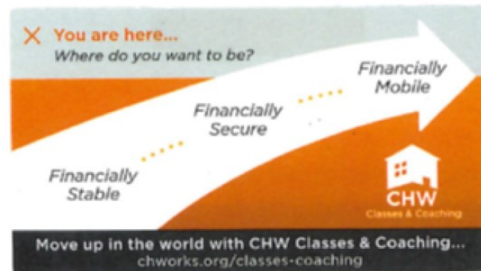 X You are here...
Where do you want to be?
Financially
Mobile
Financially
Secure
Financially
Stable
CHW
Classes & Coaching
Move up in the world with CHW Classes & Coaching...
chworks.org/classes-coaching